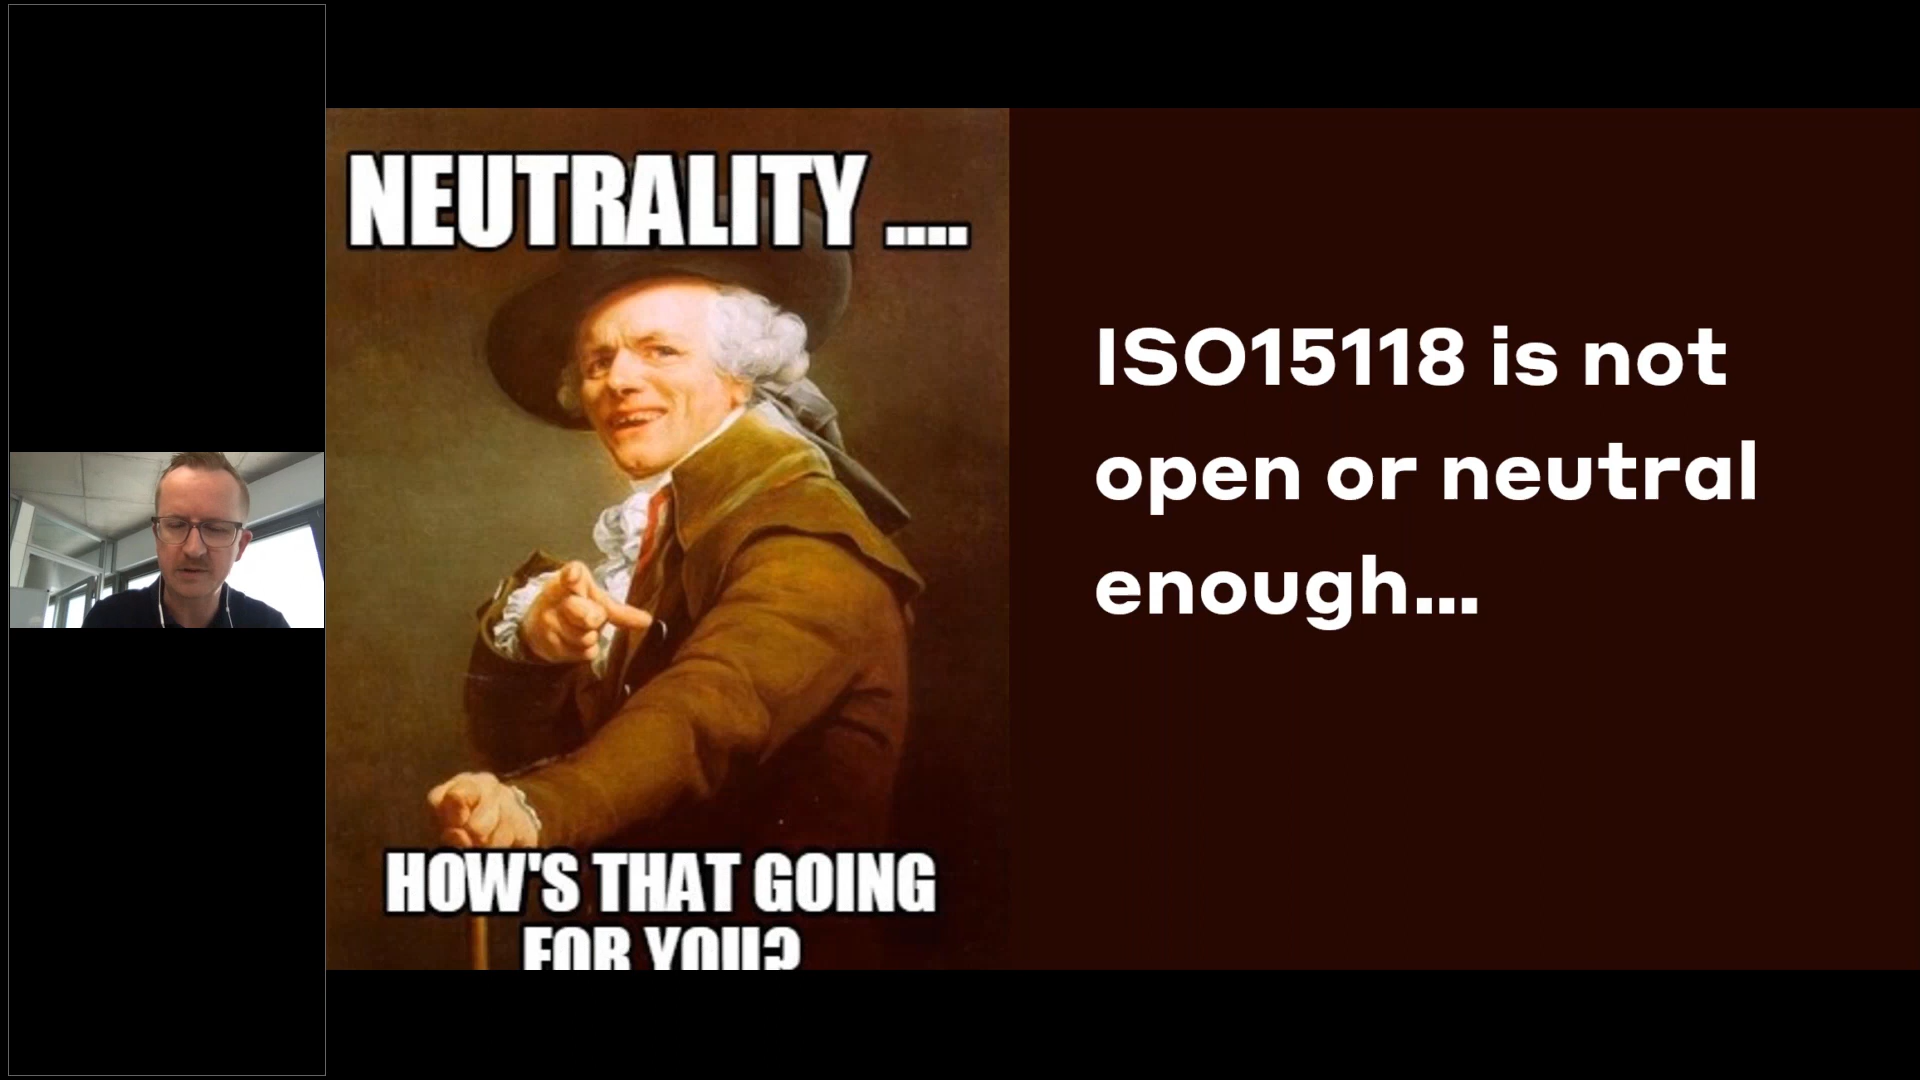 NEUTRALITY ....
HOW'S THAT GOING
FOR YOU?
ISO15118 is not
open or neutral
enough...